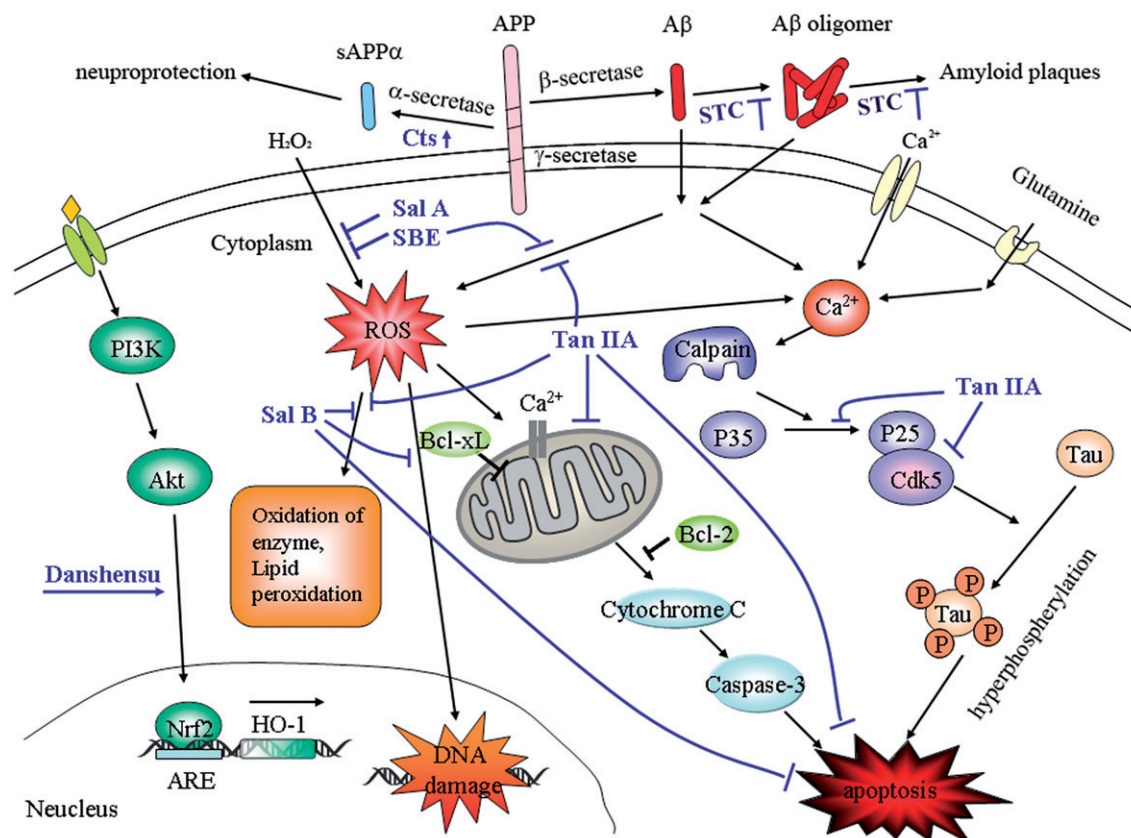 APP
Aβ
Aβ oligomer
sAPPα
neuproprotection
β-secretase
Amyloid plaques
α-secretase
STC
STC
Cts
H₂O₂
γ-secretase
Ca²⁺
Glutamine
Sal A
SBE
Cytoplasm
ROS
Ca²⁺
PI3K
Tan IIA
Calpain
Tan IIA
Ca²⁺
Sal B
Bcl-xL
P35
P25
Tau
Akt
Cdk5
Oxidation of
enzyme,
Lipid
peroxidation
Bcl-2
Danshensu
Cytochrome C
P
P
Tau
P
P
hyperphospherylation
Caspase-3
Nrf2
HO-1
ARE
DNA
damage
apoptosis
Neucleus